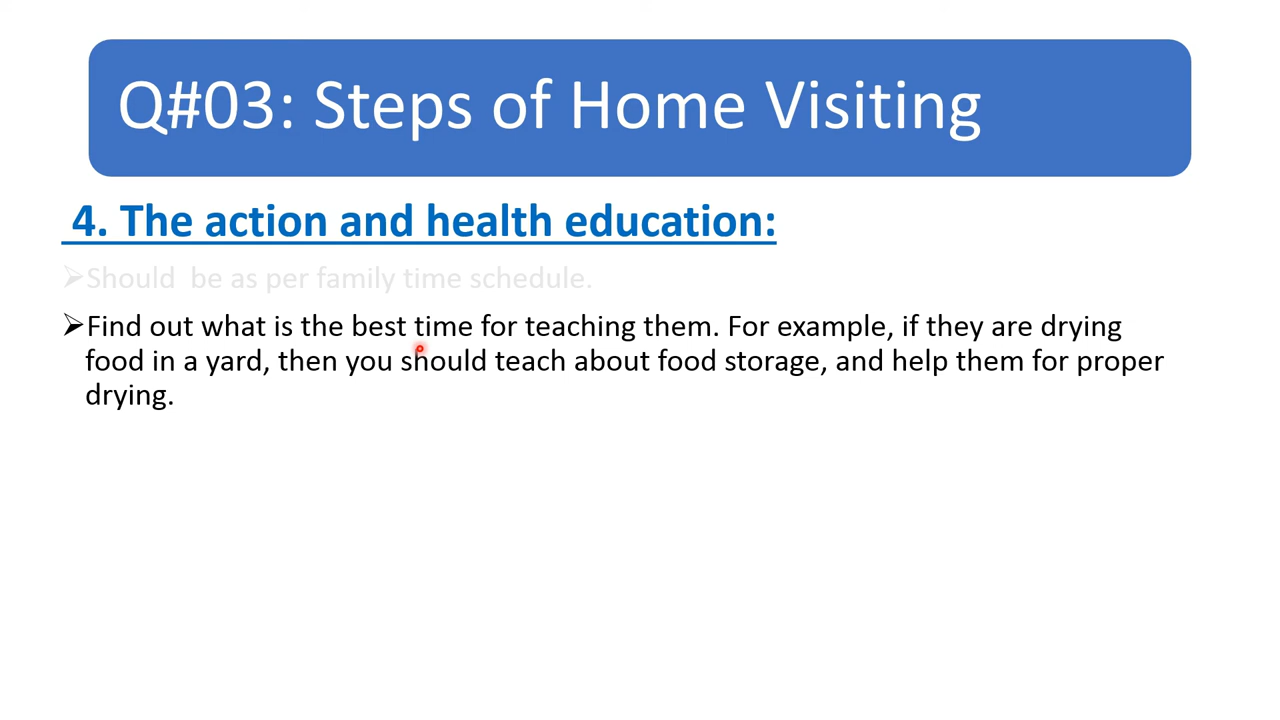 Q#03: Steps of Home Visiting
4. The action and health education:
➢Should be as per family time schedule.
➢Find out what is the best time for teaching them. For example, if they are drying
food in a yard, then you should teach about food storage, and help them for proper
drying.